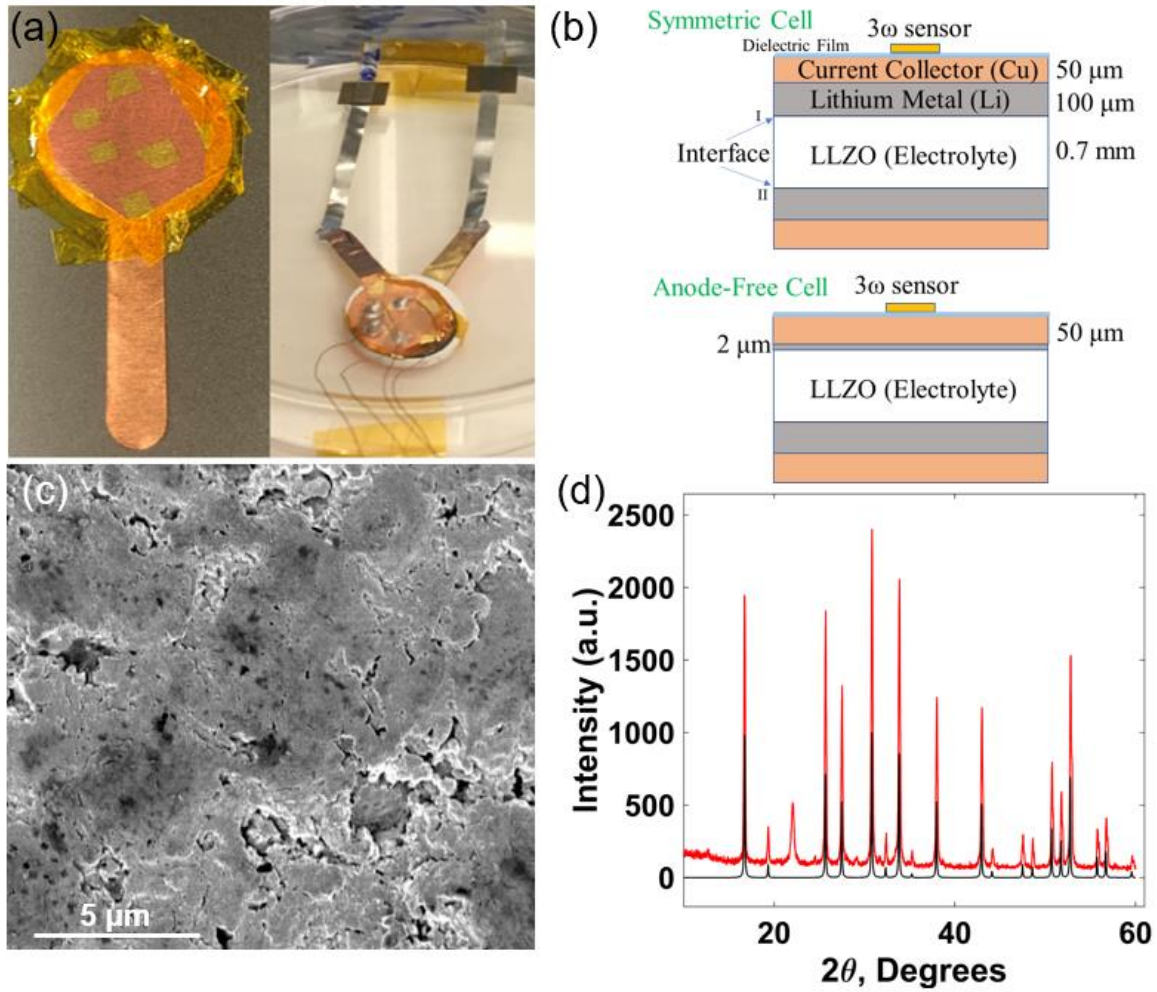 (a)
(b)
Symmetric Cell
3ω sensor
Dielectric Film
Current Collector (Cu)
50 μm
Lithium Metal (Li)
100 μm
I
Interface
LLZO (Electrolyte)
0.7 mm
II
Anode-Free Cell
3ω sensor
2 μm
50 μm
LLZO (Electrolyte)
(c)
5 μm
(d)
2500
2000
1500
1000
500
0
Intensity (a.u.)
20
40
60
2θ, Degrees